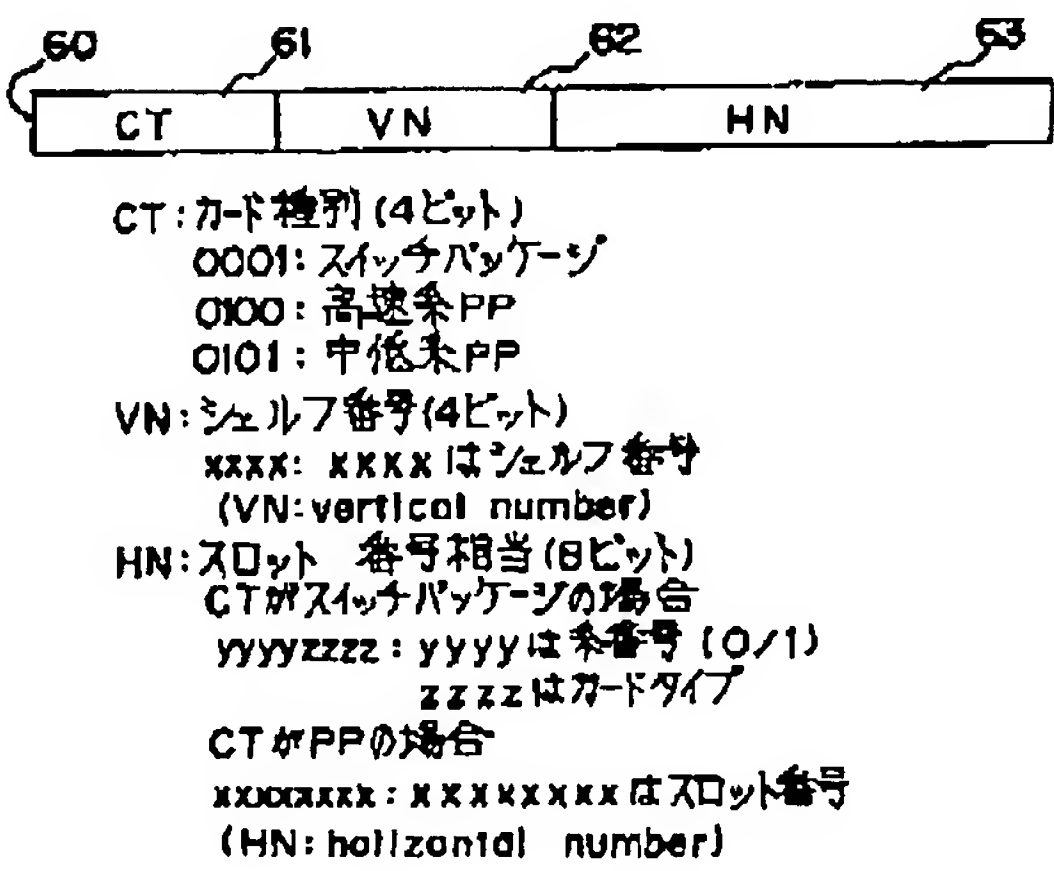 60 61 62 63
CT VN HN
CT:カード種別(4ビット)
0001:スイッチパッケージ
0100:高速系PP
0101:中低系PP
VN:シェルフ番号(4ビット)
xxxx: xxxxはシェルフ番号
(VN:vertical number)
HN:スロット 番号相当(8ビット)
CTがスイッチパッケージの場合
yyyyzzzz:yyyyは系番号(0/1)
zzzzはカードタイプ
CTがPPの場合
xxxxxxxx:xxxxxxxxはスロット番号
(HN:holizontal number)